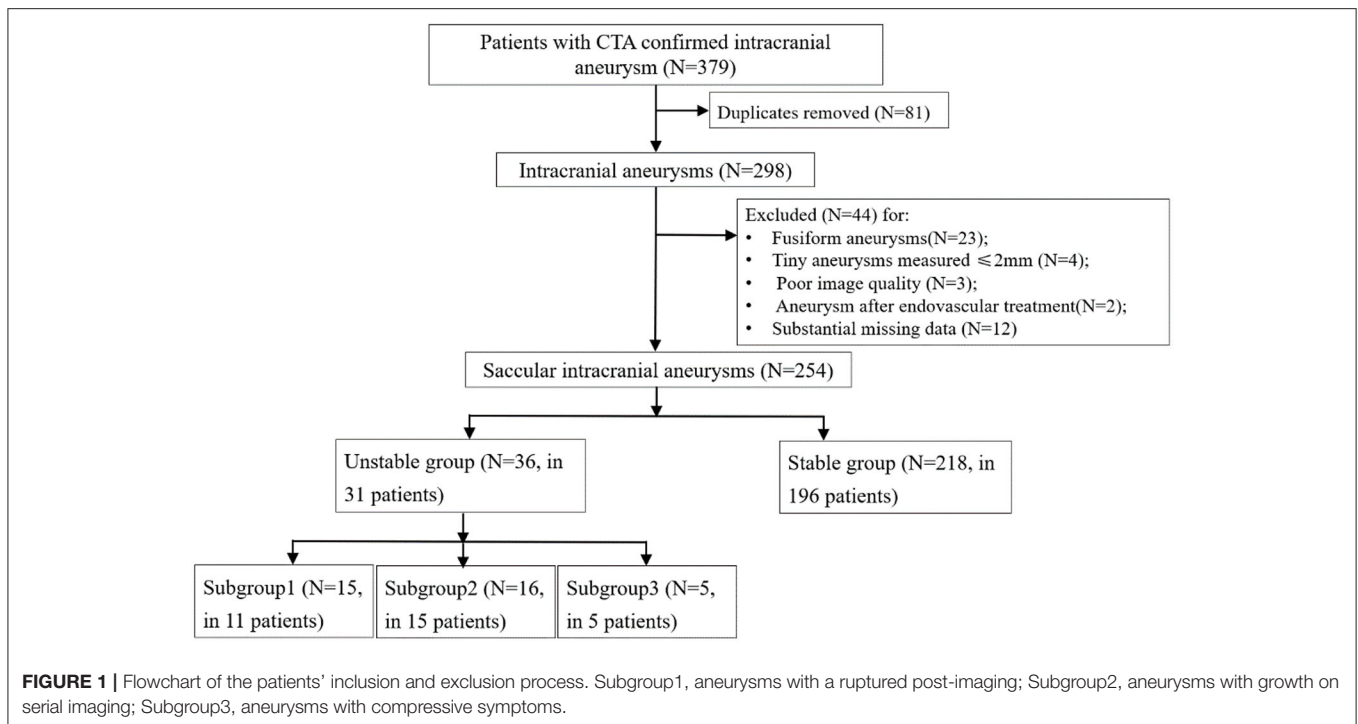 Patients with CTA confirmed intracranial
aneurysm (N=379)
Duplicates removed (N=81)
Intracranial aneurysms (N=298)
Excluded (N=44) for:
• Fusiform aneurysms(N=23);
• Tiny aneurysms measured ≤2mm (N=4);
• Poor image quality (N=3);
• Aneurysm after endovascular treatment(N=2);
• Substantial missing data (N=12)
Saccular intracranial aneurysms (N=254)
Unstable group (N=36, in
31 patients)
Stable group (N=218, in
196 patients)
Subgroup1 (N=15,
in 11 patients)
Subgroup2 (N=16,
in 15 patients)
Subgroup3 (N=5,
in 5 patients)
FIGURE 1 | Flowchart of the patients' inclusion and exclusion process. Subgroup1, aneurysms with a ruptured post-imaging; Subgroup2, aneurysms with growth on
serial imaging; Subgroup3, aneurysms with compressive symptoms.